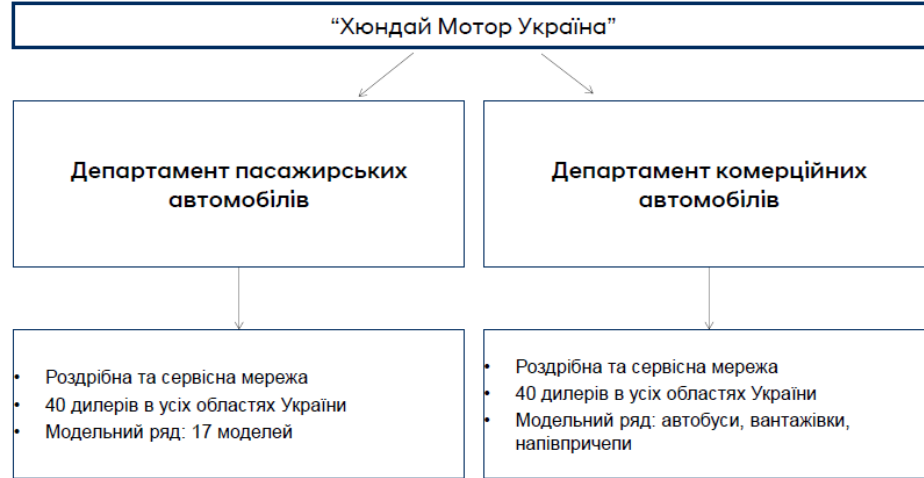 “Хюндай Мотор Україна”
Департамент пасажирських
автомобілів
Департамент комерційних
автомобілів
• Роздрібна та сервісна мережа
• 40 дилерів в усіх областях України
• Модельний ряд: 17 моделей
• Роздрібна та сервісна мережа
• 40 дилерів в усіх областях України
• Модельний ряд: автобуси, вантажівки,
напівпричепи